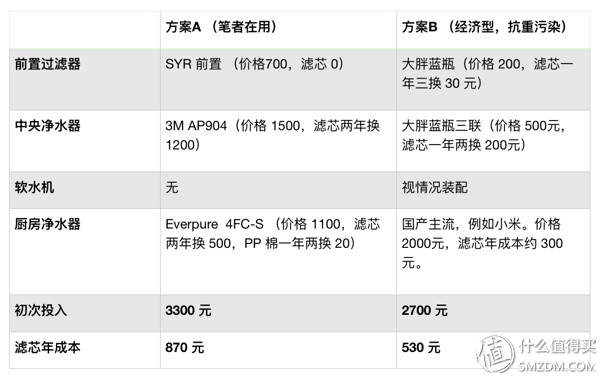 方案A （笔者在用）
方案B （经济型，抗重污染）
前置过滤器
SYR 前置 （价格700，滤芯 0）
大胖蓝瓶（价格 200，滤芯一
年三换 30 元）
中央净水器
3M AP904（价格 1500，滤芯两年换
1200）
大胖蓝瓶三联（价格 500元，
滤芯一年两换 200元）
软水机
无
视情况装配
厨房净水器
Everpure 4FC-S （价格 1100，滤芯
两年换 500，PP 棉一年两换 20）
国产主流，例如小米。价格
2000元，滤芯年成本约 300
元。
初次投入
3300 元
2700 元
滤芯年成本
870 元
530 元
值 什么值得买
SMZDM.COM